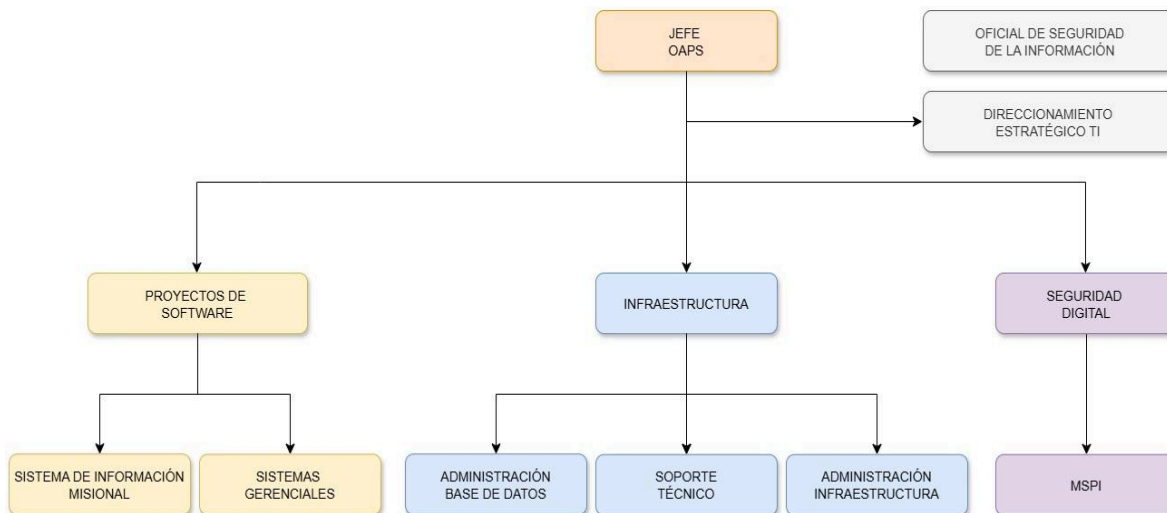 JEFE
OAPS
OFICIAL DE SEGURIDAD
DE LA INFORMACIÓN
DIRECCIONAMIENTO
ESTRATÉGICO TI
PROYECTOS DE
SOFTWARE
INFRAESTRUCTURA
SEGURIDAD
DIGITAL
SISTEMA DE INFORMACIÓN
MISIONAL
SISTEMAS
GERENCIALES
ADMINISTRACIÓN
BASE DE DATOS
SOPORTE
TÉCNICO
ADMINISTRACIÓN
INFRAESTRUCTURA
MSPI